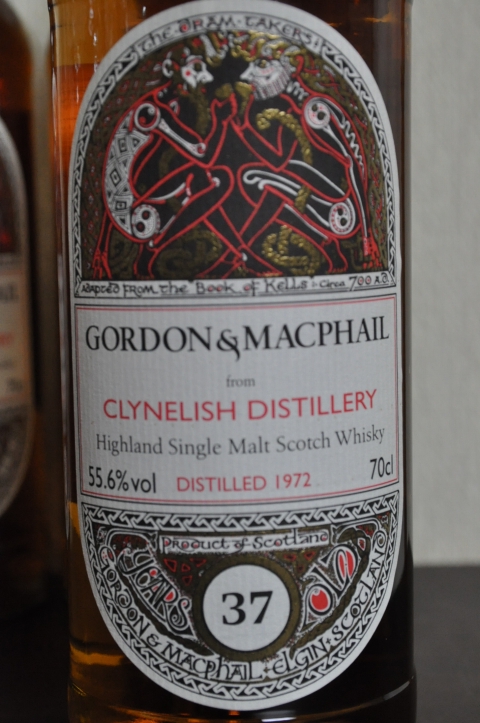 THE DRAM TAKERS
ADAPTED FROM the BOOK OF KELLS · Circa 700 A.D.
GORDON & MACPHAIL
from
CLYNELISH DISTILLERY
Highland Single Malt Scotch Whisky
55.6%vol DISTILLED 1972 70cl
Product of Scotland
YEARS 37 OLD
GORDON & MACPHAIL · ELGIN · SCOTLAND